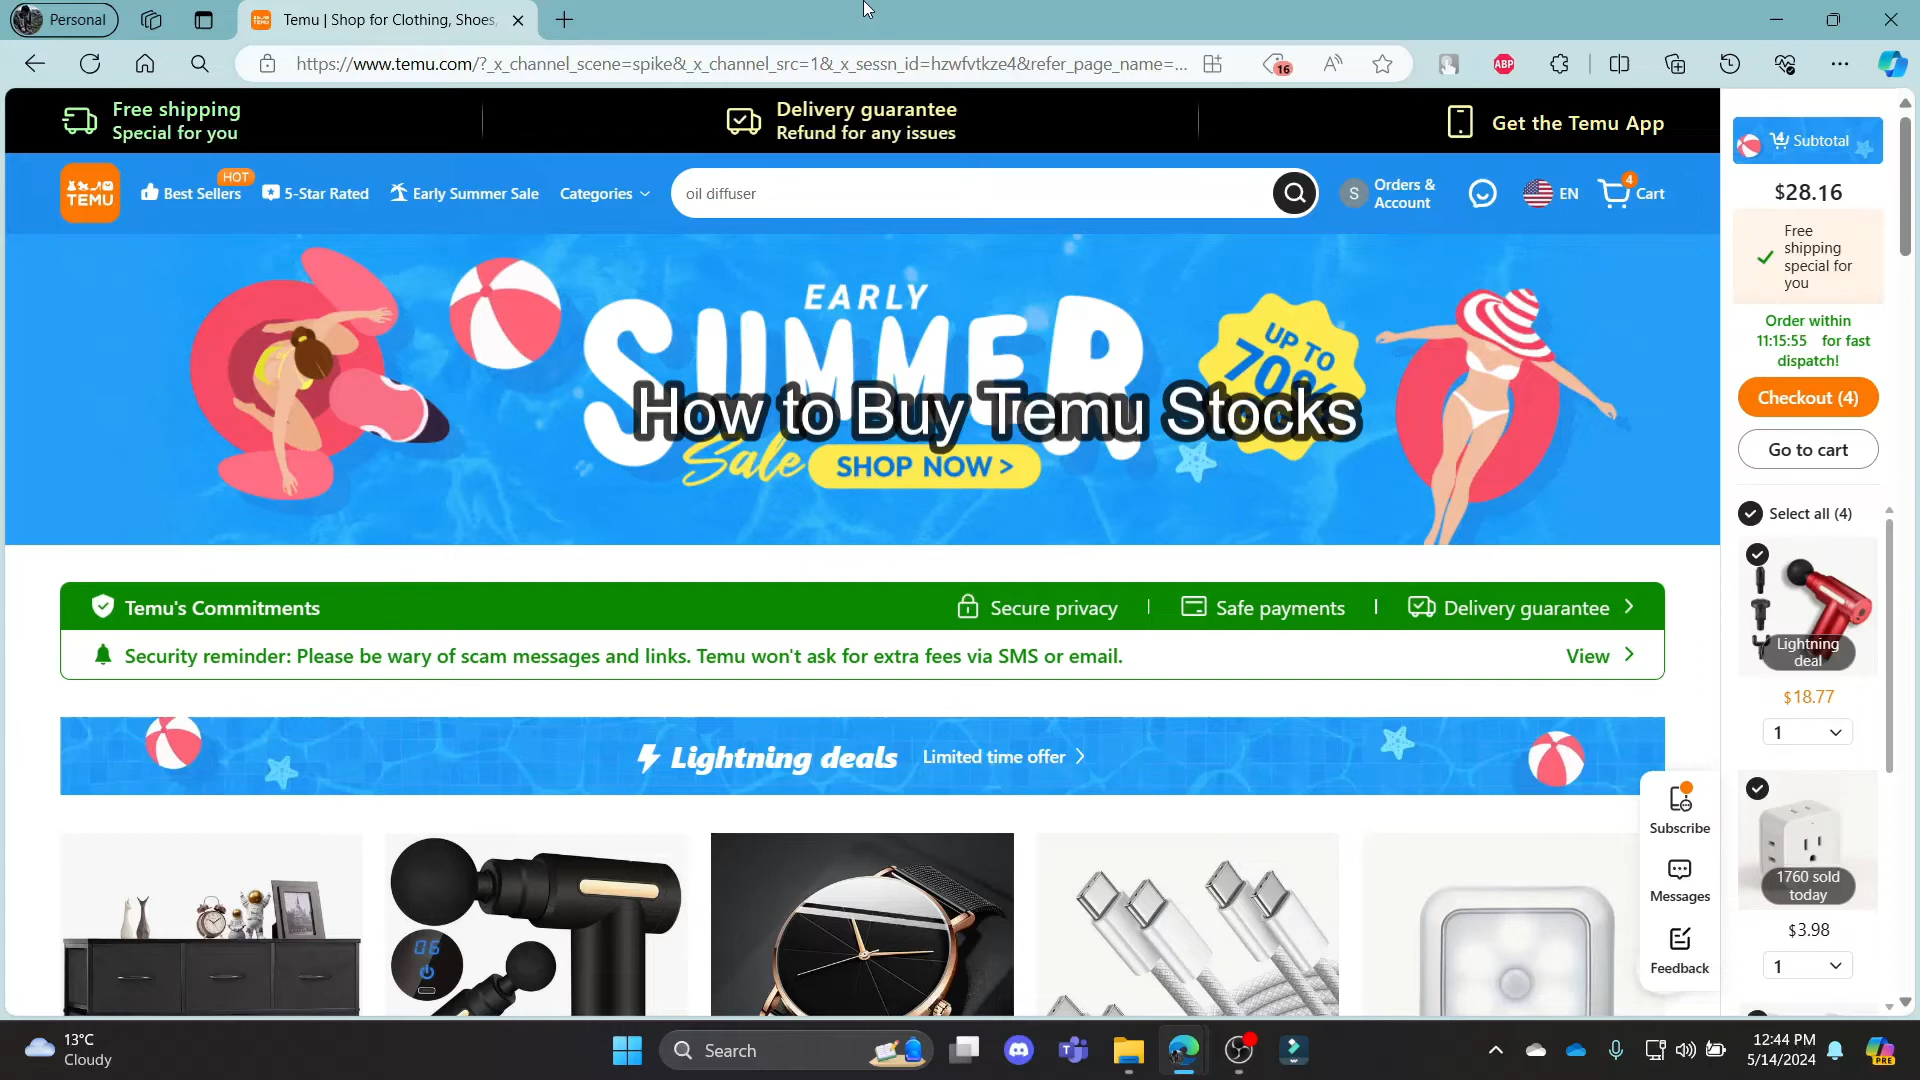 Personal
Temu | Shop for Clothing, Shoes,
https://www.temu.com/?_x_channel_scene=spike&_x_channel_src=1&_x_sessn_id=hzwfvtkze4&refer_page_name=...
16
ABP
Free shipping
Special for you
Delivery guarantee
Refund for any issues
Get the Temu App
TEMU
Best Sellers
HOT
5-Star Rated
Early Summer Sale
Categories
oil diffuser
S
Orders &
Account
EN
4
Cart
EARLY
SUMMER
Sale
SHOP NOW >
UP TO
70%
How to Buy Temu Stocks
Temu's Commitments
Secure privacy
Safe payments
Delivery guarantee
Security reminder: Please be wary of scam messages and links. Temu won't ask for extra fees via SMS or email.
View
Lightning deals
Limited time offer
06
Subscribe
Messages
Feedback
4
Subtotal
$28.16
Free
shipping
special for
you
Order within
11:15:55 for fast
dispatch!
Checkout (4)
Go to cart
Select all (4)
Lightning
deal
$18.77
1
1760 sold
today
$3.98
1
13°C
Cloudy
Search
12:44 PM
5/14/2024
PRE